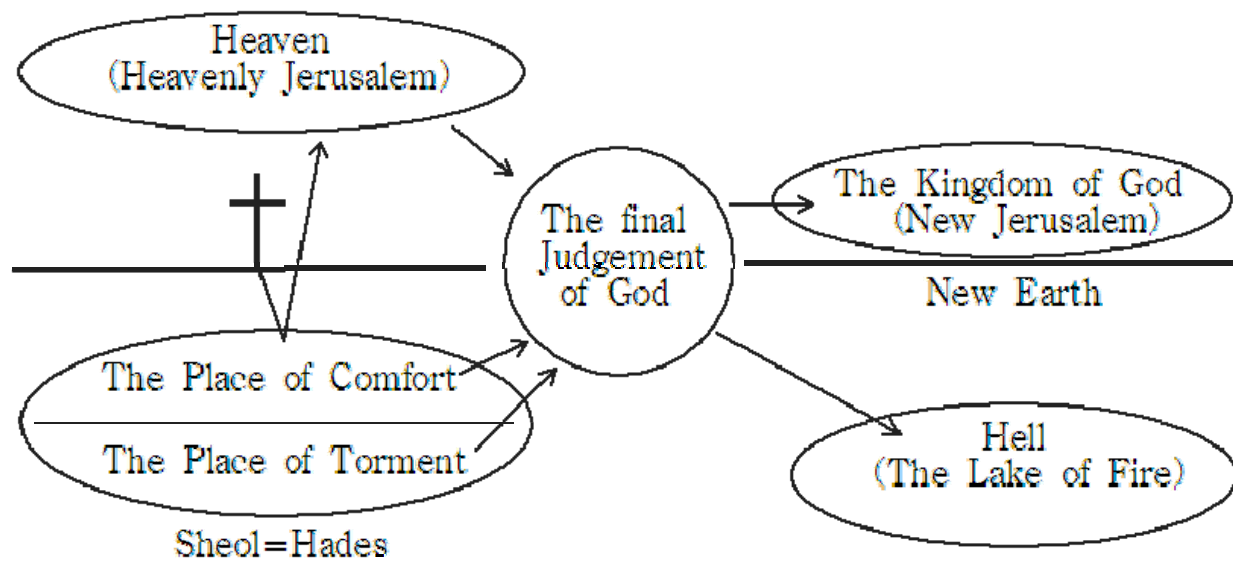 Heaven
(Heavenly Jerusalem)
The final
Judgement
of God
The Kingdom of God
(New Jerusalem)
New Earth
The Place of Comfort
The Place of Torment
Sheol=Hades
Hell
(The Lake of Fire)